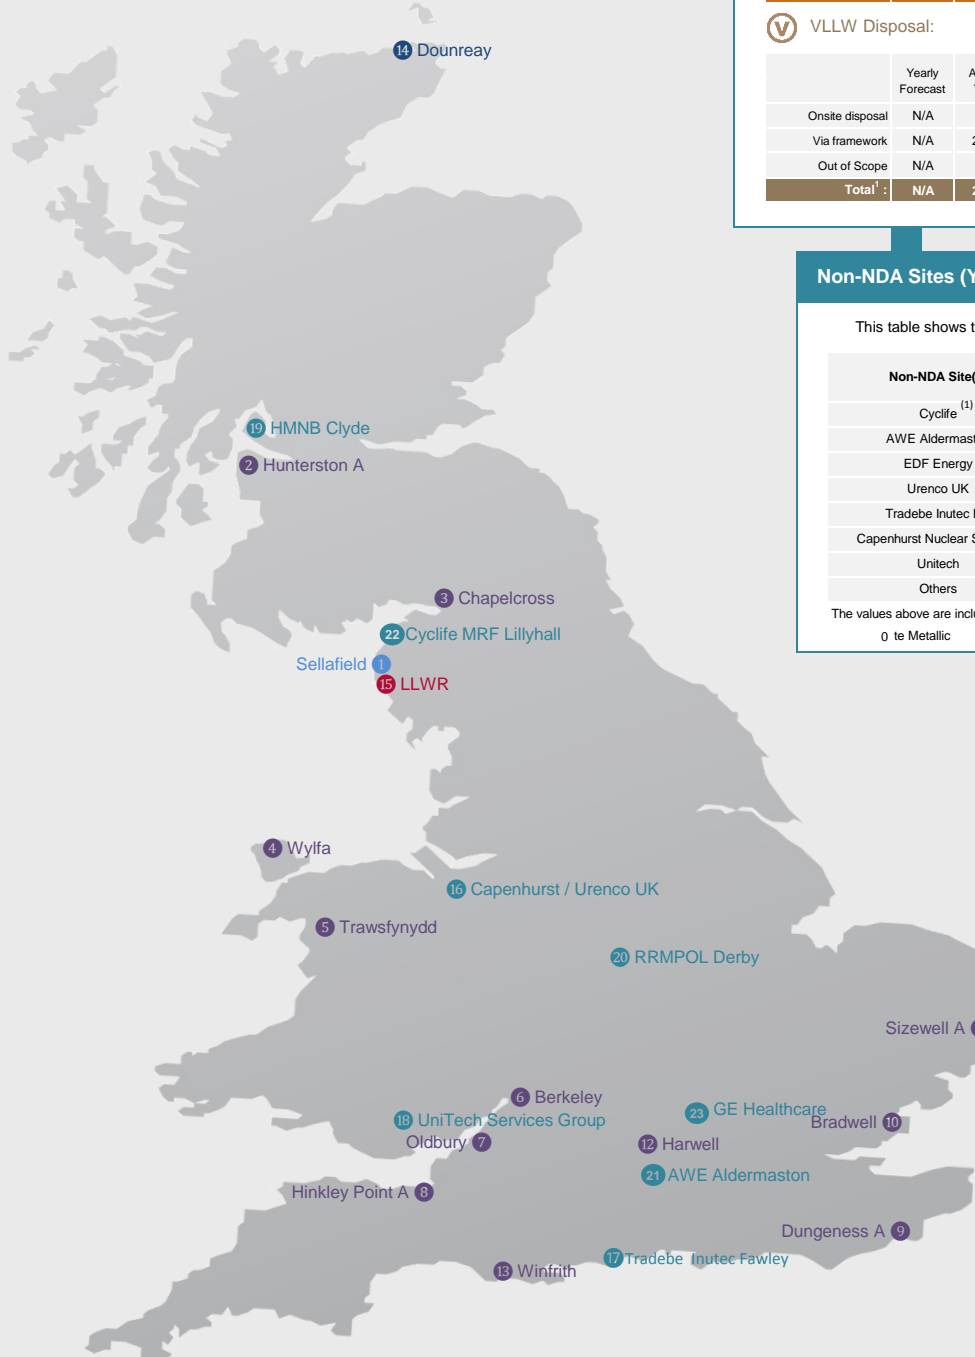 14 Dounreay
V VLLW Disposal:
Yearly
Forecast
Onsite disposal N/A
Via framework N/A 2
Out of Scope N/A
Total1 : N/A
Non-NDA Sites (Y
This table shows t
Non-NDA Site(
Cyclife (1)
AWE Aldermast
EDF Energy
Urenco UK
Tradebe Inutec
Capenhurst Nuclear S
Unitech
Others
The values above are inclu
0 te Metallic
19 HMNB Clyde
2 Hunterston A
3 Chapelcross
22 Cyclife MRF Lillyhall
Sellafield 1
15 LLWR
4 Wylfa
16 Capenhurst / Urenco UK
5 Trawsfynydd
20 RRMPOL Derby
Sizewell A
6 Berkeley
23 GE Healthcare
18 UniTech Services Group
Bradwell 10
Oldbury 7
12 Harwell
21 AWE Aldermaston
Hinkley Point A 8
Dungeness A 9
17 Tradebe Inutec Fawley
13 Winfrith